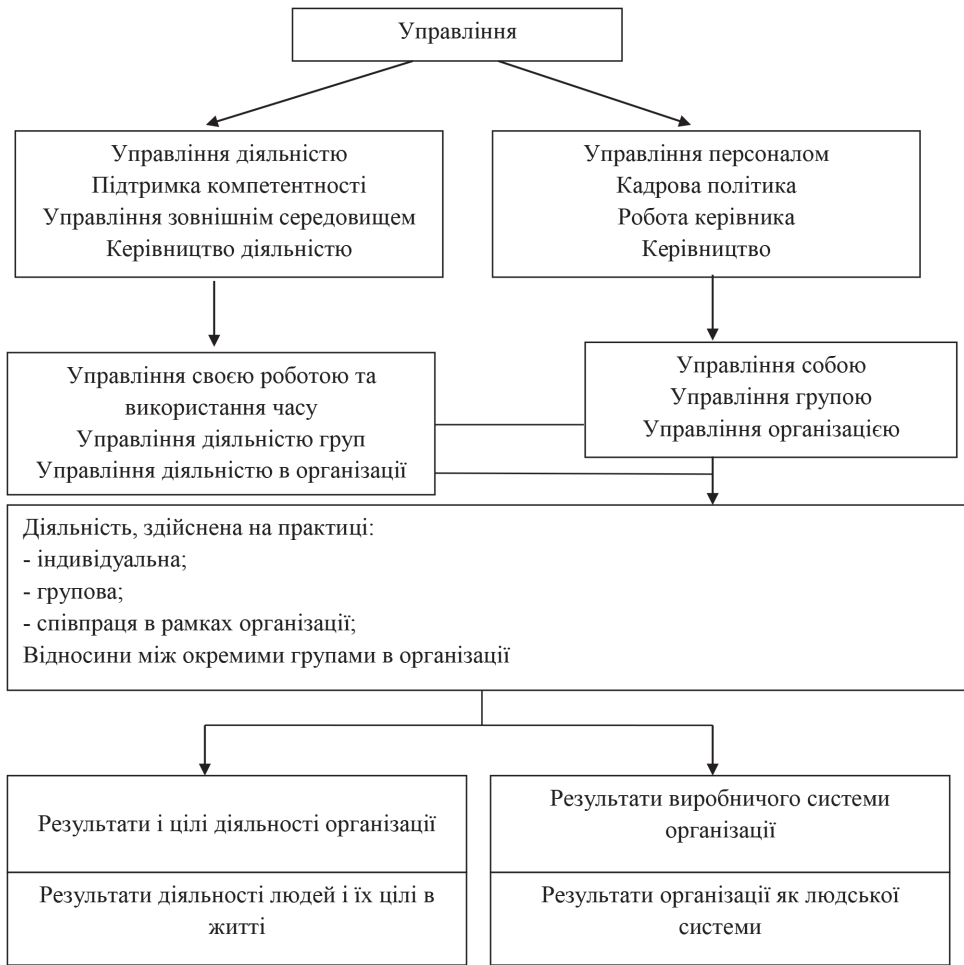 Управління
Управління діяльністю
Підтримка компетентності
Управління зовнішнім середовищем
Керівництво діяльністю
Управління персоналом
Кадрова політика
Робота керівника
Керівництво
Управління своєю роботою та
використання часу
Управління діяльністю груп
Управління діяльністю в організації
Управління собою
Управління групою
Управління організацією
Діяльність, здійснена на практиці:
- індивідуальна;
- групова;
- співпраця в рамках організації;
Відносини між окремими групами в організації
Результати і цілі діяльності організації
Результати діяльності людей і їх цілі в
житті
Результати виробничого системи
організації
Результати організації як людської
системи